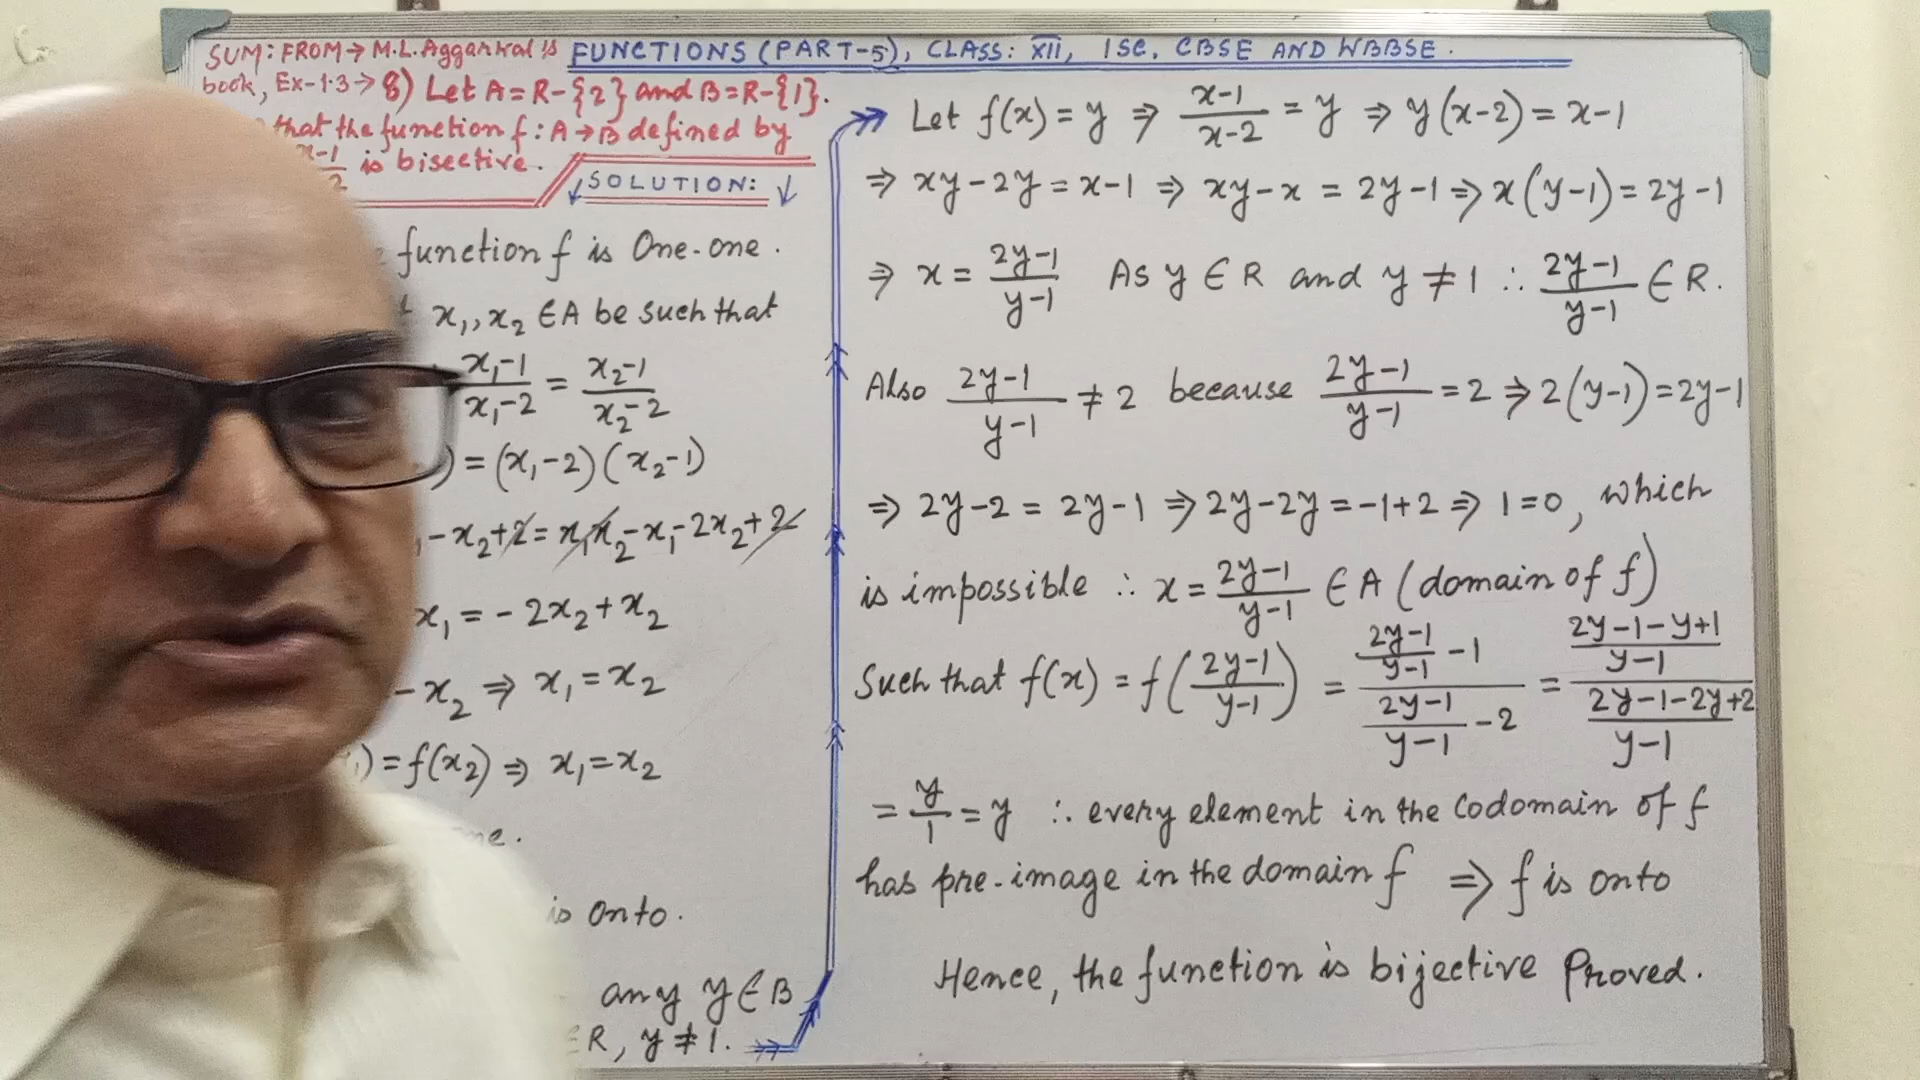 SUM: FROM → M.L. Aggarwal's FUNCTIONS (PART-5), CLASS: XII, ISC, CBSE AND WBBSE.
book, Ex-1.3 → 8) Let A = R-{2} and B = R-{1}.
that the function f: A → B defined by
x-1/2 is bisective.
↓ SOLUTION: ↓
function f is One-one.
x₁, x₂ ∈ A be such that
x₁-1/x₁-2 = x₂-1/x₂-2
) = (x₁-2)(x₂-1)
-x₂+2 = x₁x₂-x₁-2x₂+2
x₁ = -2x₂+x₂
-x₂ ⇒ x₁ = x₂
) = f(x₂) ⇒ x₁ = x₂
ne.
is Onto.
any y ∈ B
∈ R, y ≠ 1.
Let f(x) = y ⇒ x-1/x-2 = y ⇒ y(x-2) = x-1
⇒ xy-2y = x-1 ⇒ xy-x = 2y-1 ⇒ x(y-1) = 2y-1
⇒ x = 2y-1/y-1 As y ∈ R and y ≠ 1 ∴ 2y-1/y-1 ∈ R.
Also 2y-1/y-1 ≠ 2 because 2y-1/y-1 = 2 ⇒ 2(y-1) = 2y-1
⇒ 2y-2 = 2y-1 ⇒ 2y-2y = -1+2 ⇒ 1=0, which
is impossible ∴ x = 2y-1/y-1 ∈ A (domain of f)
Such that f(x) = f(2y-1/y-1) = (2y-1/y-1 -1)/(2y-1/y-1 -2) = (2y-1-y+1/y-1)/(2y-1-2y+2/y-1)
= y/1 = y ∴ every element in the Codomain of f
has pre-image in the domain f ⇒ f is onto
Hence, the function is bijective Proved.